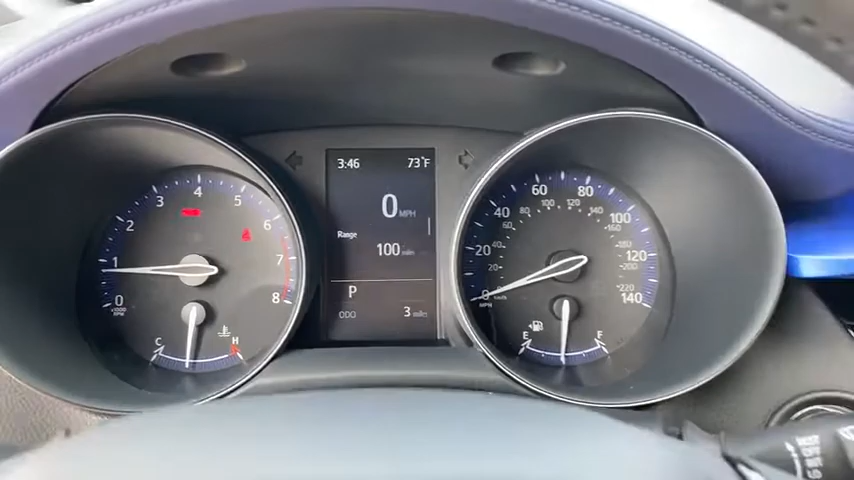 3:46 73°F
0 MPH
Range
100 miles
P
ODO 3 miles
0 1 2 3 4 5 6 7 8
x1000 RPM
C H
0 20 40 60 80 100 120 140
MPH
20 60 80 100 120 140 160 180 200 220
km/h
E F